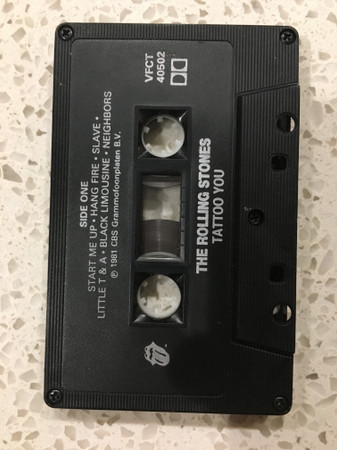 SIDE ONE
START ME UP • HANG FIRE • SLAVE •
LITTLE T & A • BLACK LIMOUSINE • NEIGHBORS
℗ 1981 CBS Grammofoonplaten B.V.
VFCT
40502
THE ROLLING STONES
TATTOO YOU